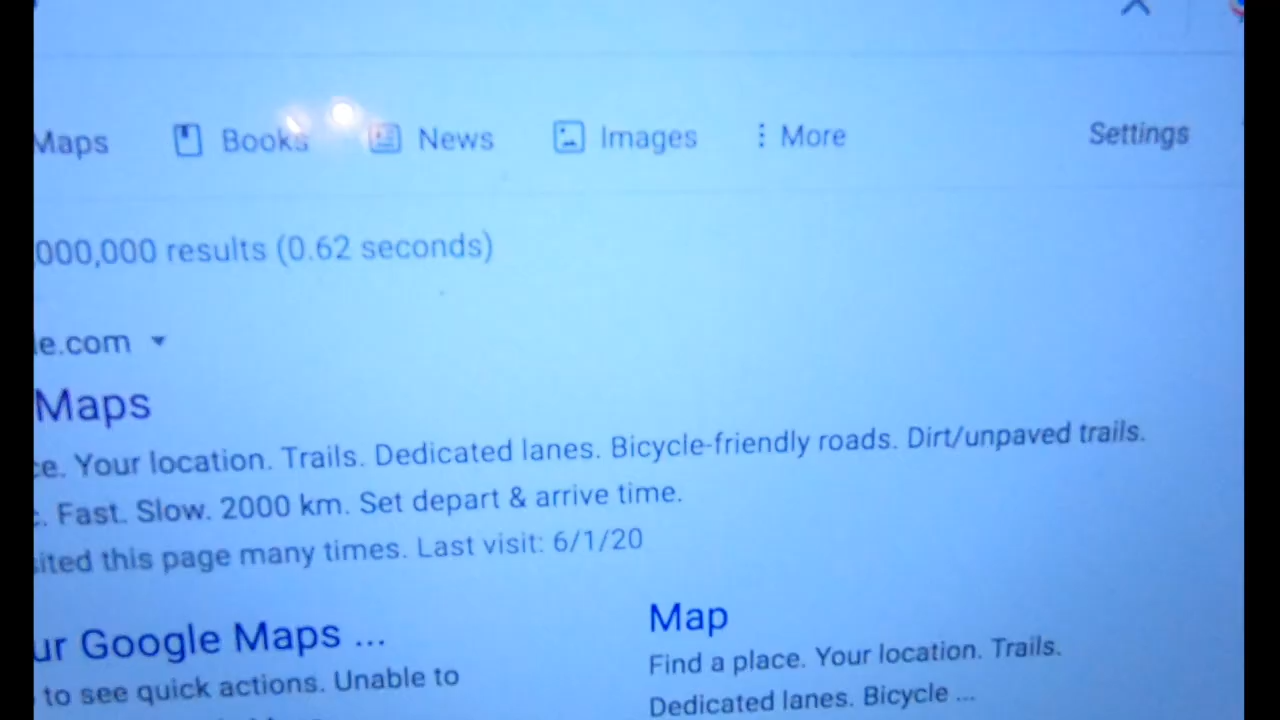 Maps Books News Images More Settings
000,000 results (0.62 seconds)
e.com
Maps
Your location. Trails. Dedicated lanes. Bicycle-friendly roads. Dirt/unpaved trails.
Fast. Slow. 2000 km. Set depart & arrive time.
this page many times. Last visit: 6/1/20
ur Google Maps ...
to see quick actions. Unable to
Map
Find a place. Your location. Trails.
Dedicated lanes. Bicycle ...